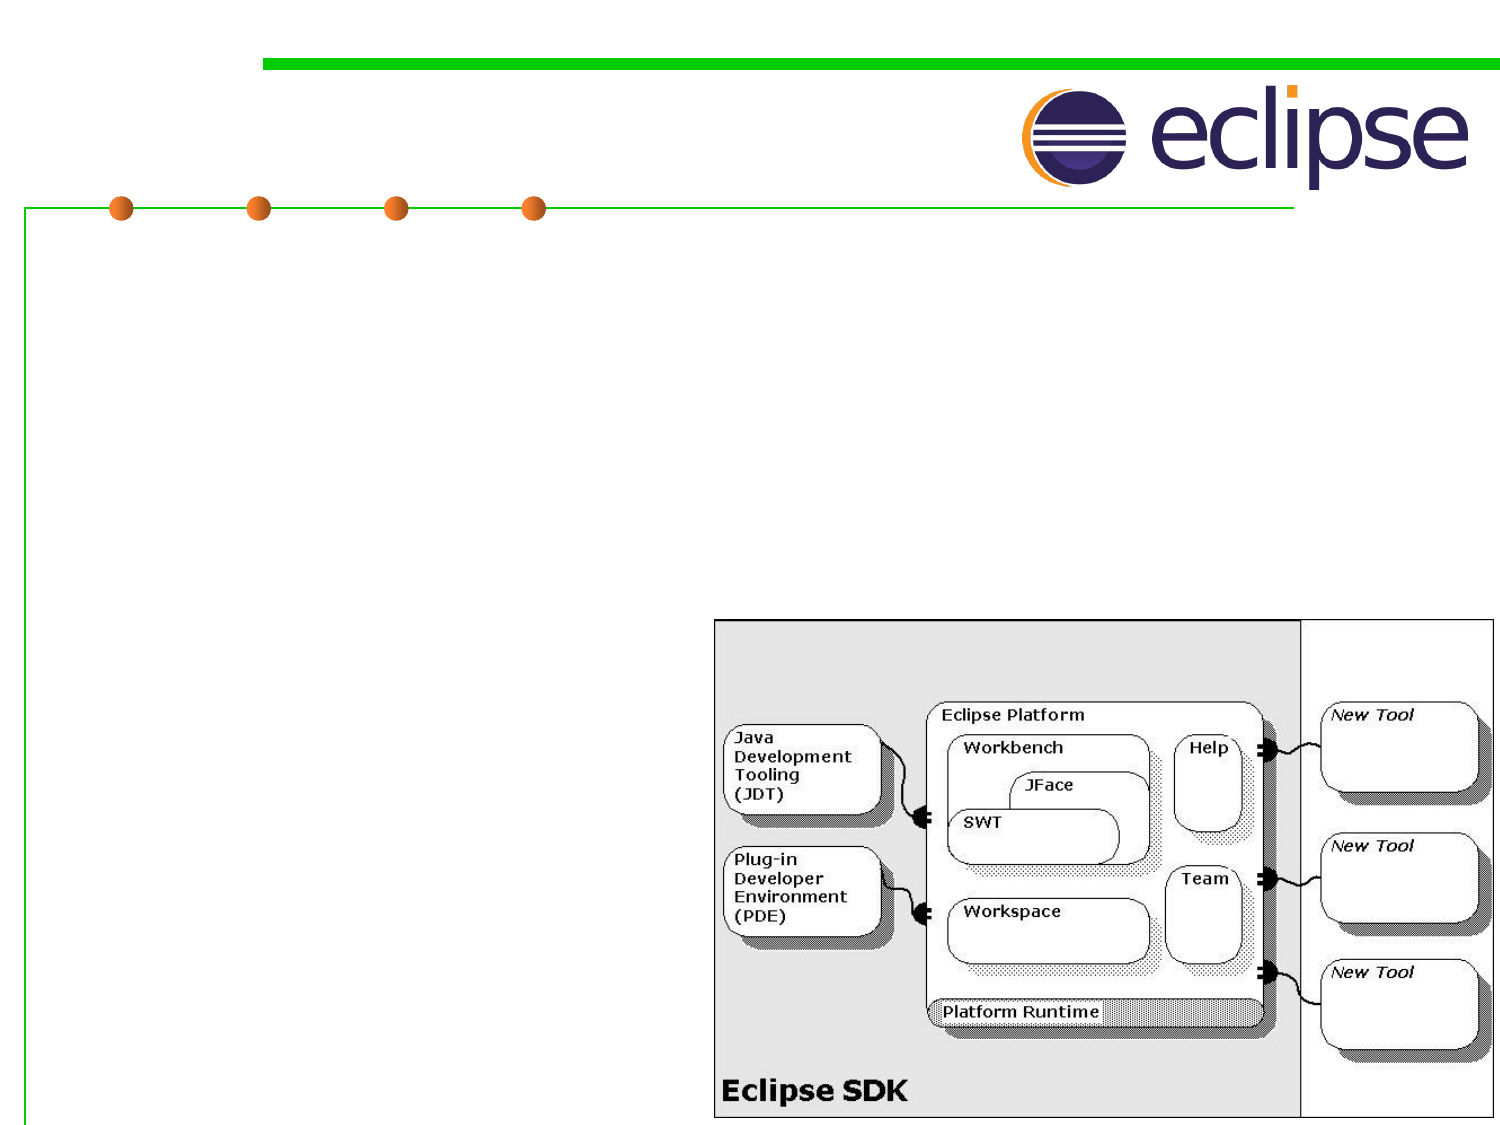 eclipse
Eclipse Platform
Workbench
JFace
SWT
Help
Team
Workspace
Platform Runtime
Java
Development
Tooling
(JDT)
Plug-in
Developer
Environment
(PDE)
New Tool
New Tool
New Tool
Eclipse SDK